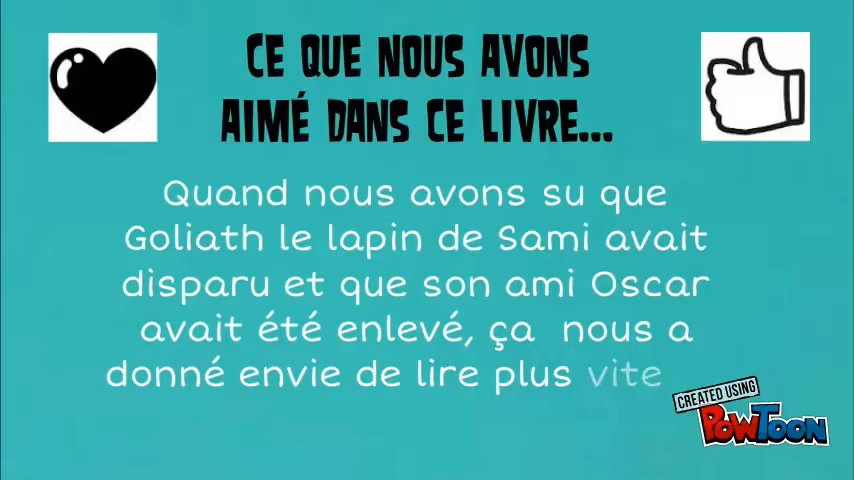 CE QUE NOUS AVONS
AIMÉ DANS CE LIVRE...
Quand nous avons su que
Goliath le lapin de Sami avait
disparu et que son ami Oscar
avait été enlevé, ça nous a
donné envie de lire plus vite
CREATED USING
POWTOON